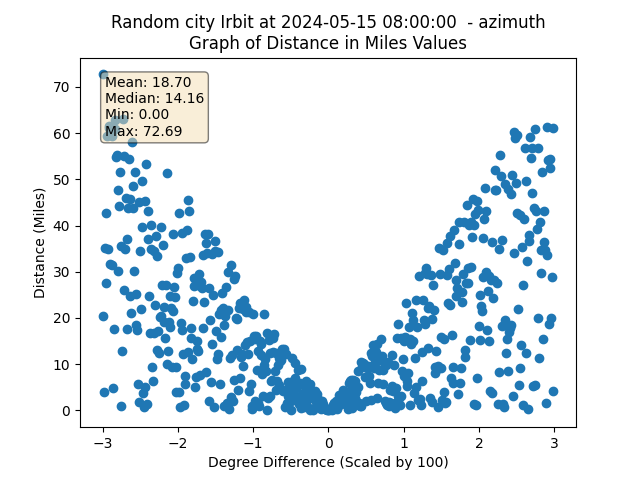 Random city Irbit at 2024-05-15 08:00:00  - azimuth
Graph of Distance in Miles Values
Mean: 18.70
Median: 14.16
Min: 0.00
Max: 72.69
70
60
50
40
30
20
10
0
Distance (Miles)
−3 −2 −1 0 1 2 3
Degree Difference (Scaled by 100)